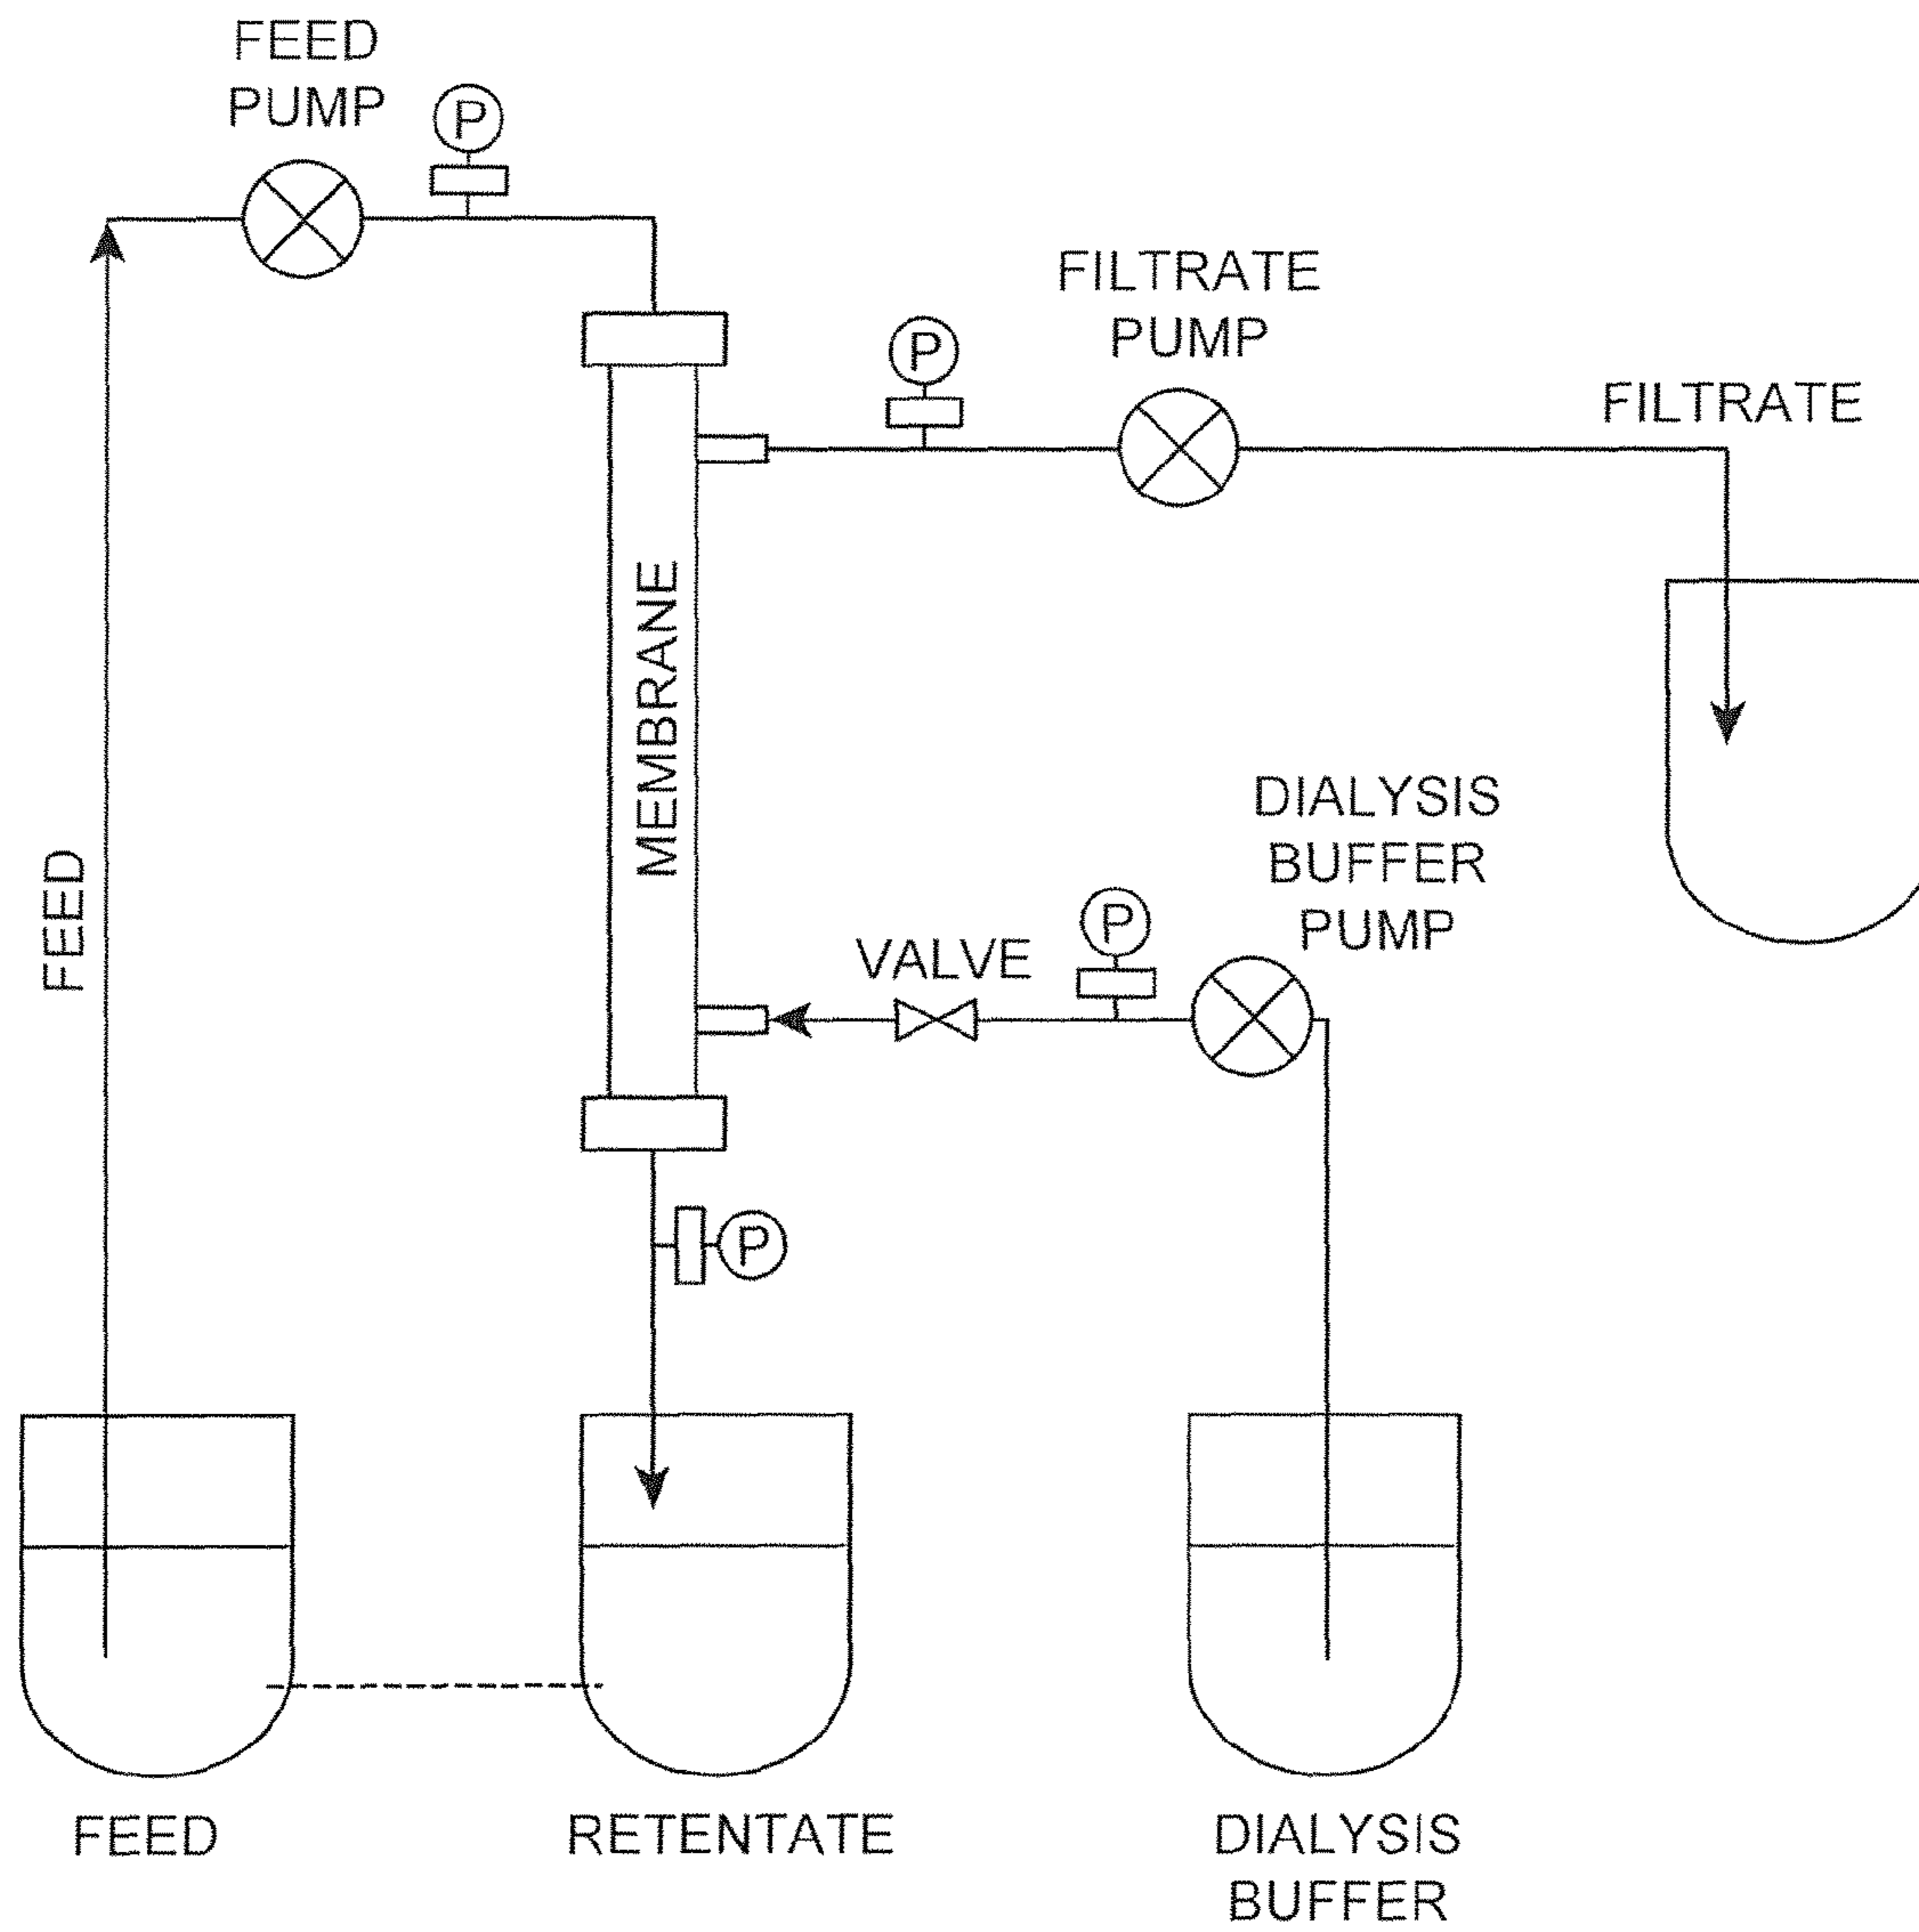 FEED
PUMP
P
FILTRATE
PUMP
P
FILTRATE
MEMBRANE
DIALYSIS
BUFFER
PUMP
FEED
VALVE
P
P
FEED
RETENTATE
DIALYSIS
BUFFER